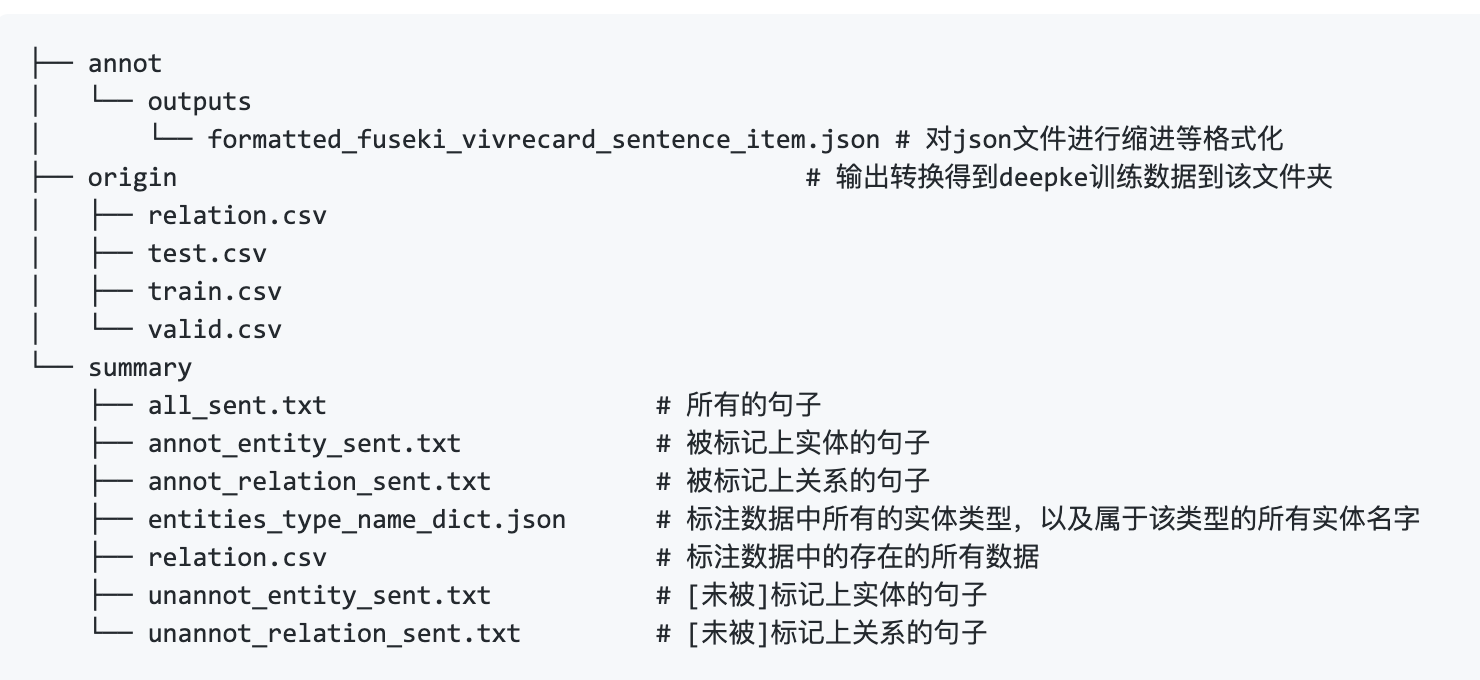 ├── annot
│   └── outputs
│       └── formatted_fuseki_vivrecard_sentence_item.json # 对json文件进行缩进等格式化
├── origin                                          # 输出转换得到deepke训练数据到该文件夹
│   ├── relation.csv
│   ├── test.csv
│   ├── train.csv
│   └── valid.csv
└── summary
    ├── all_sent.txt                      # 所有的句子
    ├── annot_entity_sent.txt             # 被标记上实体的句子
    ├── annot_relation_sent.txt           # 被标记上关系的句子
    ├── entities_type_name_dict.json      # 标注数据中所有的实体类型，以及属于该类型的所有实体名字
    ├── relation.csv                      # 标注数据中的存在的所有数据
    ├── unannot_entity_sent.txt           # [未被]标记上实体的句子
    └── unannot_relation_sent.txt         # [未被]标记上关系的句子